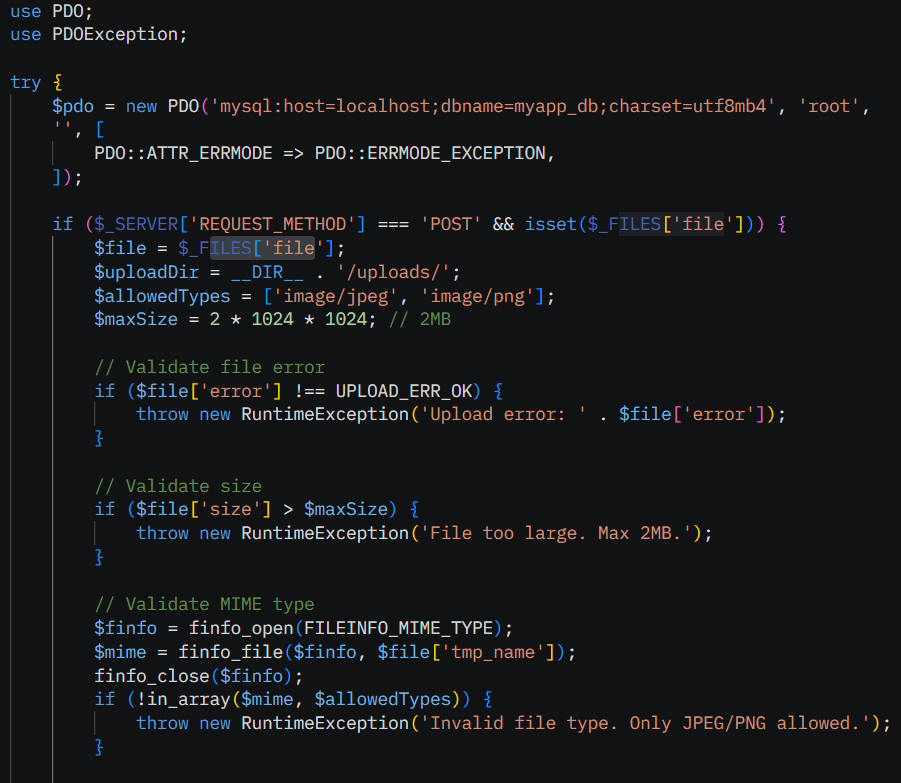 use PDO;
use PDOException;
try {
$pdo = new PDO('mysql:host=localhost;dbname=myapp_db;charset=utf8mb4', 'root',
'', [
PDO::ATTR_ERRMODE => PDO::ERRMODE_EXCEPTION,
]);
if ($_SERVER['REQUEST_METHOD'] === 'POST' && isset($_FILES['file'])) {
$file = $_FILES['file'];
$uploadDir = __DIR__ . '/uploads/';
$allowedTypes = ['image/jpeg', 'image/png'];
$maxSize = 2 * 1024 * 1024; // 2MB
// Validate file error
if ($file['error'] !== UPLOAD_ERR_OK) {
throw new RuntimeException('Upload error: ' . $file['error']);
}
// Validate size
if ($file['size'] > $maxSize) {
throw new RuntimeException('File too large. Max 2MB.');
}
// Validate MIME type
$finfo = finfo_open(FILEINFO_MIME_TYPE);
$mime = finfo_file($finfo, $file['tmp_name']);
finfo_close($finfo);
if (!in_array($mime, $allowedTypes)) {
throw new RuntimeException('Invalid file type. Only JPEG/PNG allowed.');
}